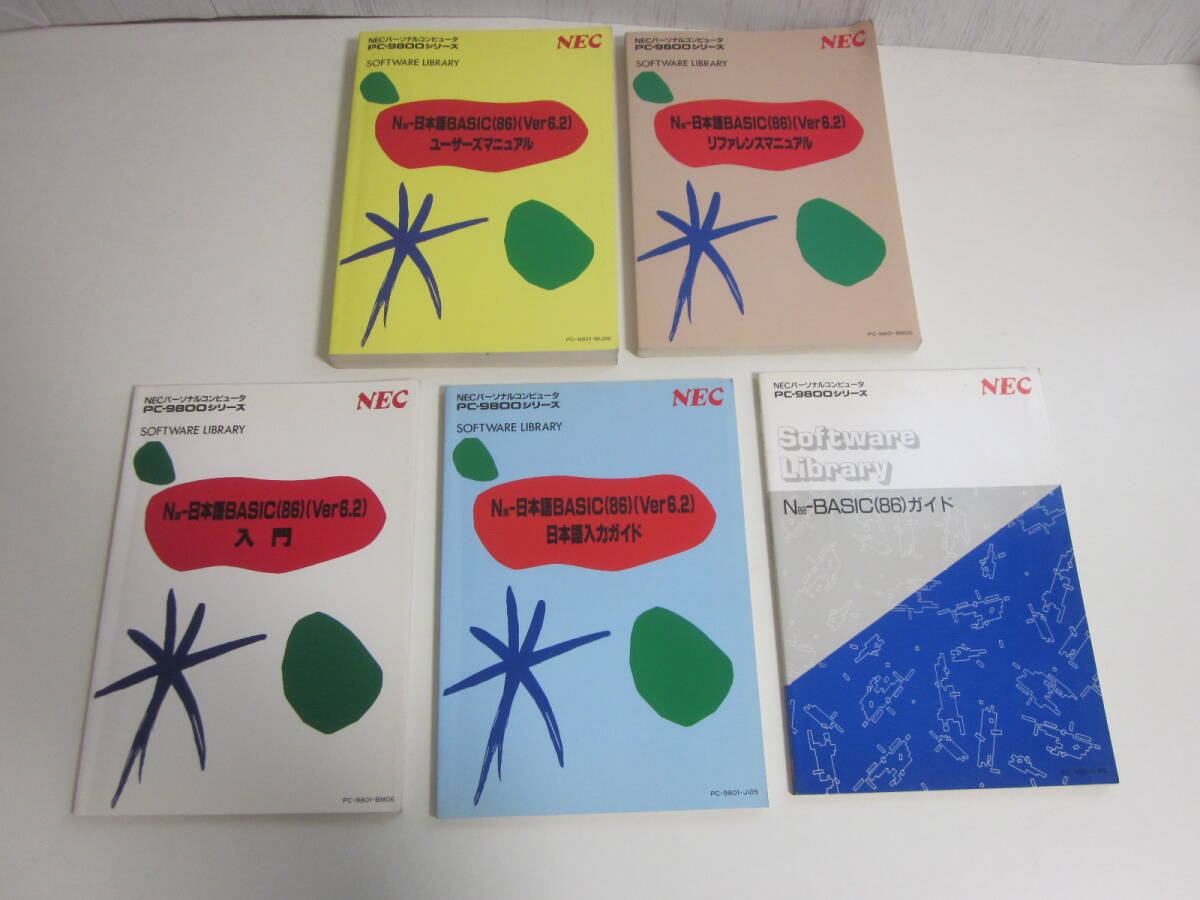 NECパーソナルコンピュータ
PC-9800シリーズ
NEC
SOFTWARE LIBRARY
N88-日本語BASIC(86)(Ver6.2)
ユーザーズマニュアル
PC-9801-BU06
NECパーソナルコンピュータ
PC-9800シリーズ
NEC
SOFTWARE LIBRARY
N88-日本語BASIC(86)(Ver6.2)
リファレンスマニュアル
NECパーソナルコンピュータ
PC-9800シリーズ
NEC
SOFTWARE LIBRARY
N88-日本語BASIC(86)(Ver6.2)
入門
PC-9801-BM06
NECパーソナルコンピュータ
PC-9800シリーズ
NEC
SOFTWARE LIBRARY
N88-日本語BASIC(86)(Ver6.2)
日本語入力ガイド
PC-9801-JI05
NECパーソナルコンピュータ
PC-9800シリーズ
NEC
Software
Library
N88-BASIC(86)ガイド